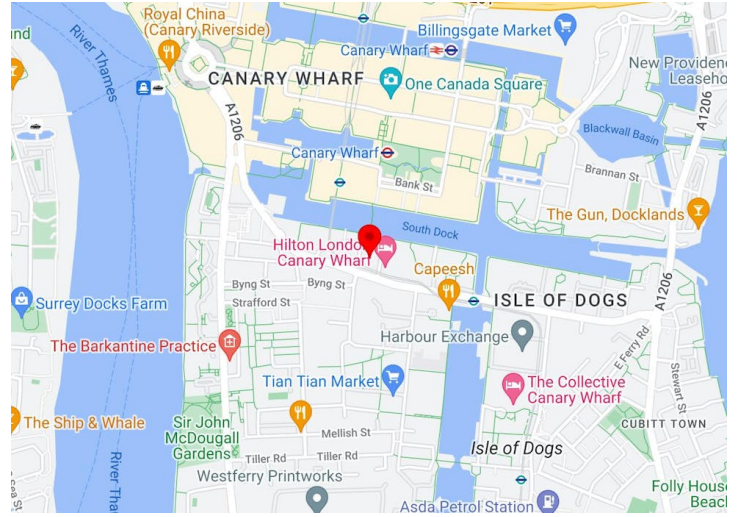 Royal China
(Canary Riverside)
Billingsgate Market
River Thames
Canary Wharf
New Providenc
Leaseho
CANARY WHARF
One Canada Square
A1206
A1206
Blackwall Basin
Canary Wharf
Bank St
Brannan St
The Gun, Docklands
South Dock
Hilton London
Canary Wharf
Capeesh
Byng St
Byng St
Strafford St
ISLE OF DOGS
A1206
Surrey Docks Farm
Harbour Exchange
E Ferry Rd
The Barkantine Practice
Stewart St
Tian Tian Market
The Collective
Canary Wharf
The Ship & Whale
Sir John
McDougall
Gardens
Mellish St
CUBITT TOWN
Tiller Rd
Tiller Rd
Isle of Dogs
River Tha
Westferry Printworks
Folly Hous
Beac
Asda Petrol Station